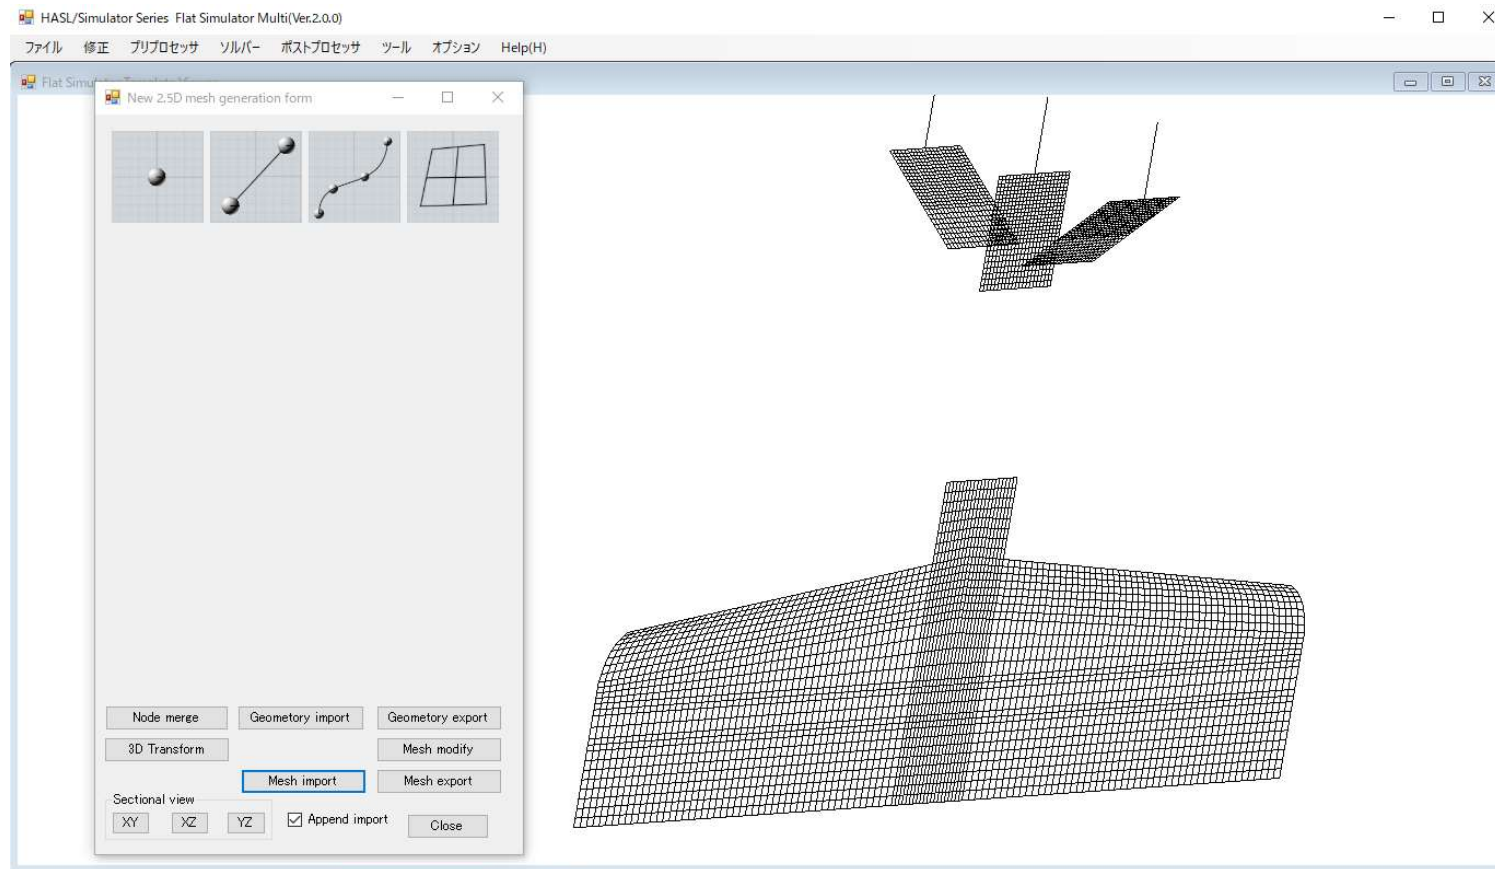 HASL/Simulator Series Flat Simulator Multi(Ver.2.0.0)
ファイル 修正 プリプロセッサ ソルバー ポストプロセッサ ツール オプション Help(H)
Flat Simu
New 2.5D mesh generation form
Node merge Geometory import Geometory export
3D Transform Mesh modify
Mesh import Mesh export
Sectional view
XY XZ YZ Append import Close